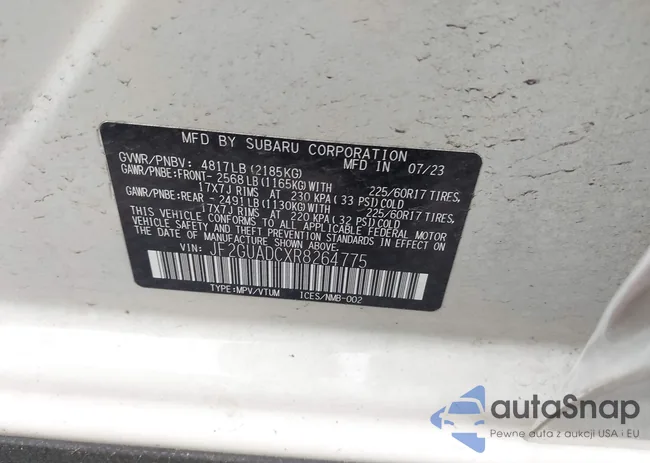 MFD BY SUBARU CORPORATION 07/23
GVWR/PNBV: 4817LB (2185KG)
GAWR/PNBE:FRONT- 2568LB(1165KG)WITH 225/60R17 TIRES,
17X7J RIMS AT 230 KPA (33 PSI)COLD
GAWR/PNBE:REAR - 2491LB(1130KG)WITH 225/60R17 TIRES,
17X7J RIMS AT 220 KPA(32 PSI)COLD
THIS VEHICLE CONFORMS TO ALL APPLICABLE FEDERAL MOTOR
VEHICLE SAFETY, BUMPER, AND THEFT PREVENTION
STANDARDS IN EFFECT ON THE DATE OF
MANUFACTURE SHOWN ABOVE.
VIN: JF2GUADCXR8264775
TYPE:MPV/VTUM ICES/NMB-002
autoSnap
Pewne auta z aukcji USA i EU